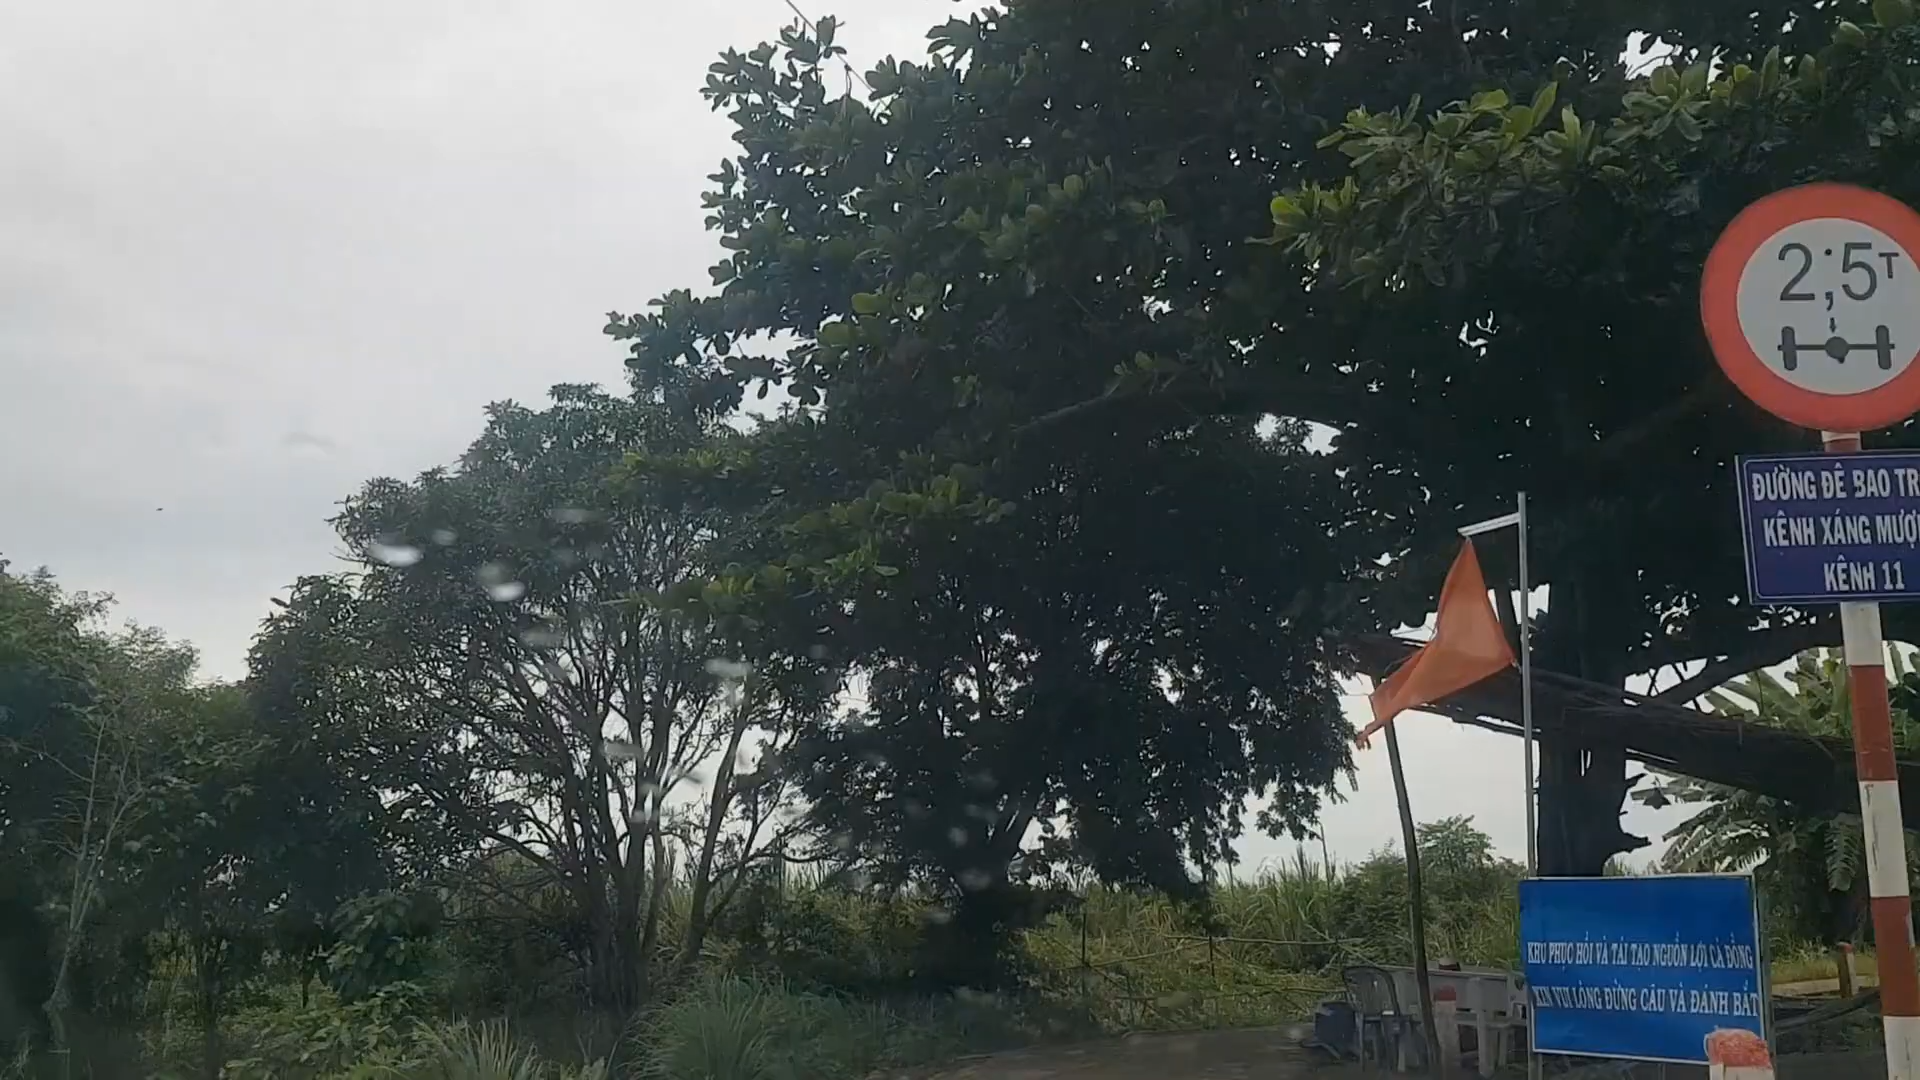 2,5T
ĐƯỜNG ĐÊ BAO TR
KÊNH XÁNG MƯỢ
KÊNH 11
KHU PHỤC HỒI VÀ TÁI TẠO NGUỒN LỢI CÁ ĐỒNG
XIN VUI LÒNG ĐỪNG CÂU VÀ ĐÁNH BẮT